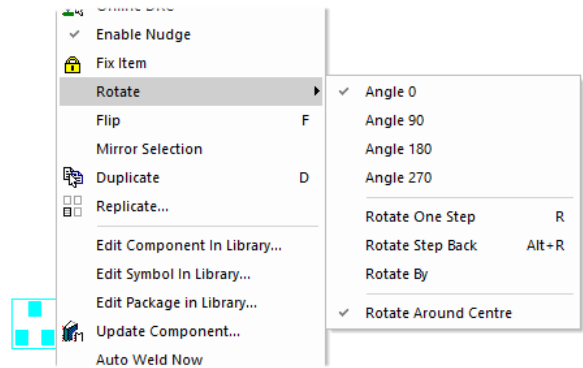 Enable Nudge
Fix Item
Rotate
Flip F
Mirror Selection
Duplicate D
Replicate...
Edit Component In Library...
Edit Symbol In Library...
Edit Package in Library...
Update Component...
Auto Weld Now
Angle 0
Angle 90
Angle 180
Angle 270
Rotate One Step R
Rotate Step Back Alt+R
Rotate By
Rotate Around Centre